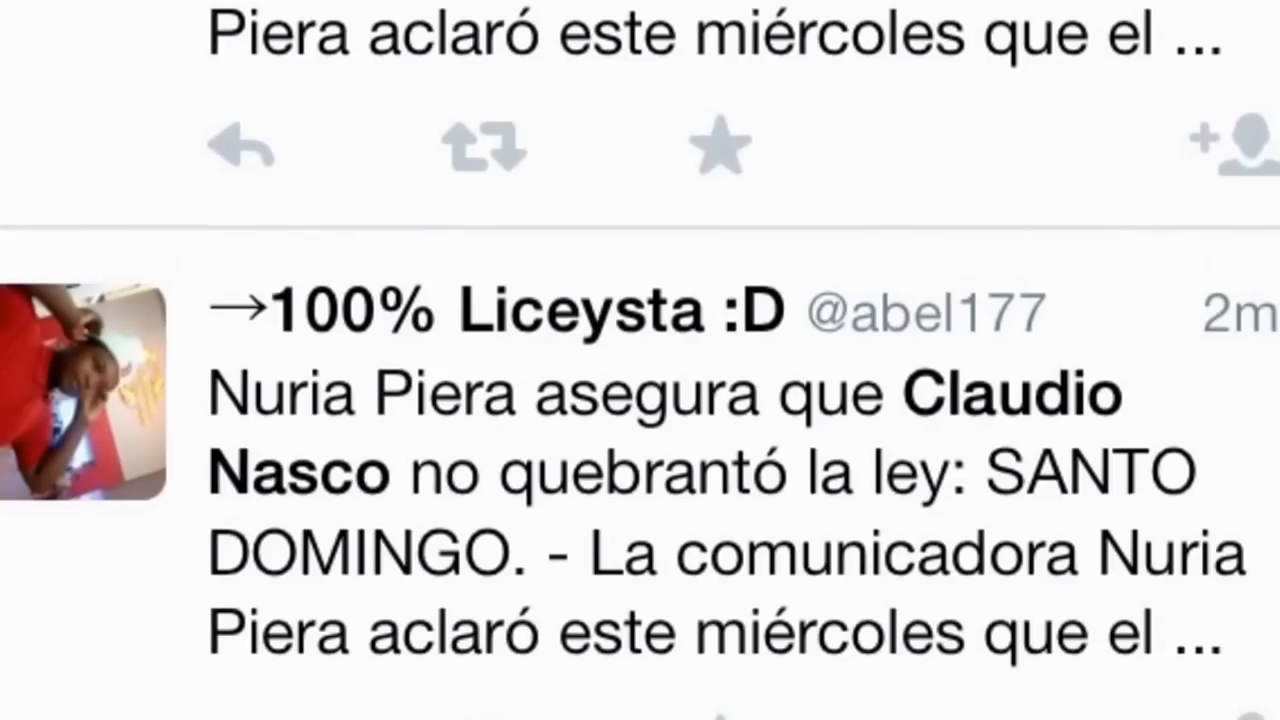 Piera aclaró este miércoles que el ...
→100% Liceysta :D @abel177 2m
Nuria Piera asegura que Claudio
Nasco no quebrantó la ley: SANTO
DOMINGO. - La comunicadora Nuria
Piera aclaró este miércoles que el ...